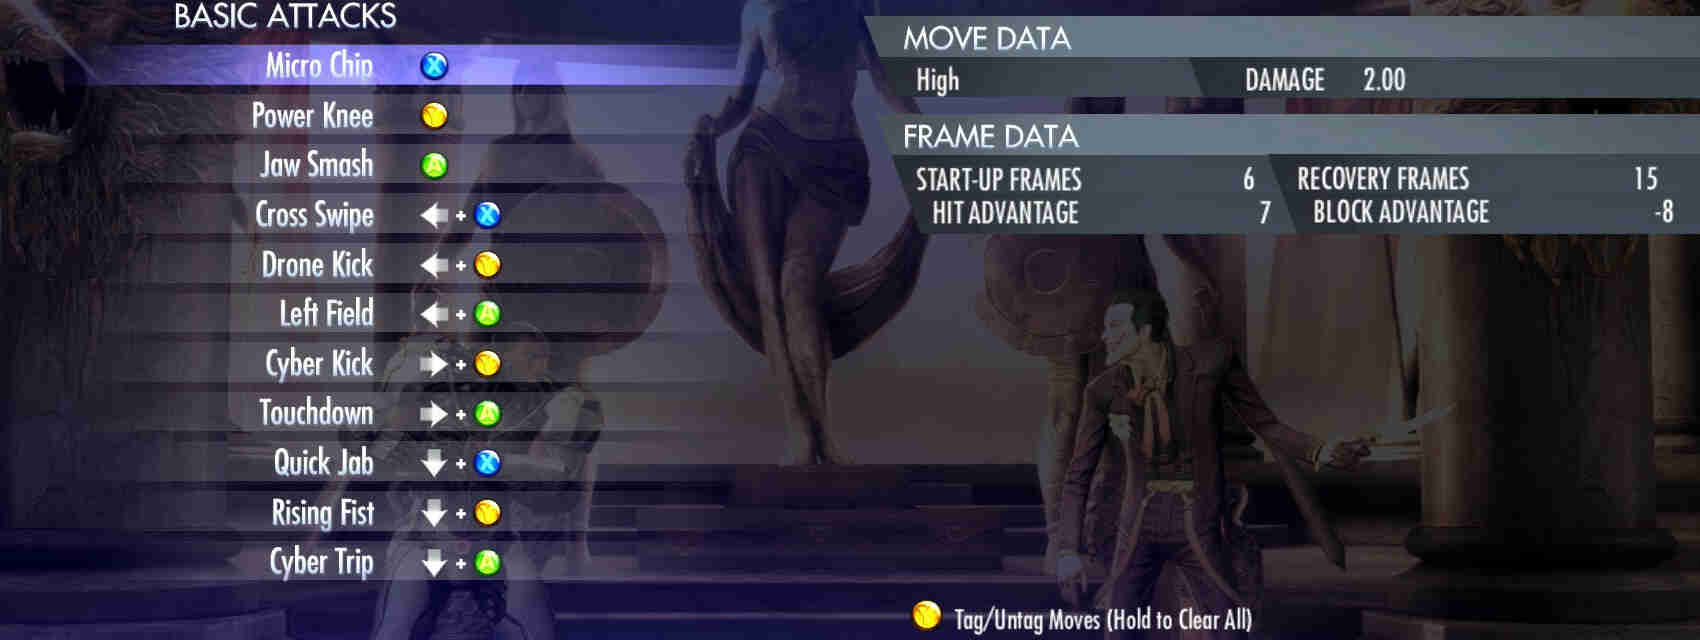 BASIC ATTACKS
Micro Chip X
Power Knee Y
Jaw Smash A
Cross Swipe + X
Drone Kick + Y
Left Field + A
Cyber Kick + Y
Touchdown + A
Quick Jab + X
Rising Fist + Y
Cyber Trip + A
MOVE DATA
High DAMAGE 2.00
FRAME DATA
START-UP FRAMES 6 RECOVERY FRAMES 15
HIT ADVANTAGE 7 BLOCK ADVANTAGE -8
Y Tag/Untag Moves (Hold to Clear All)